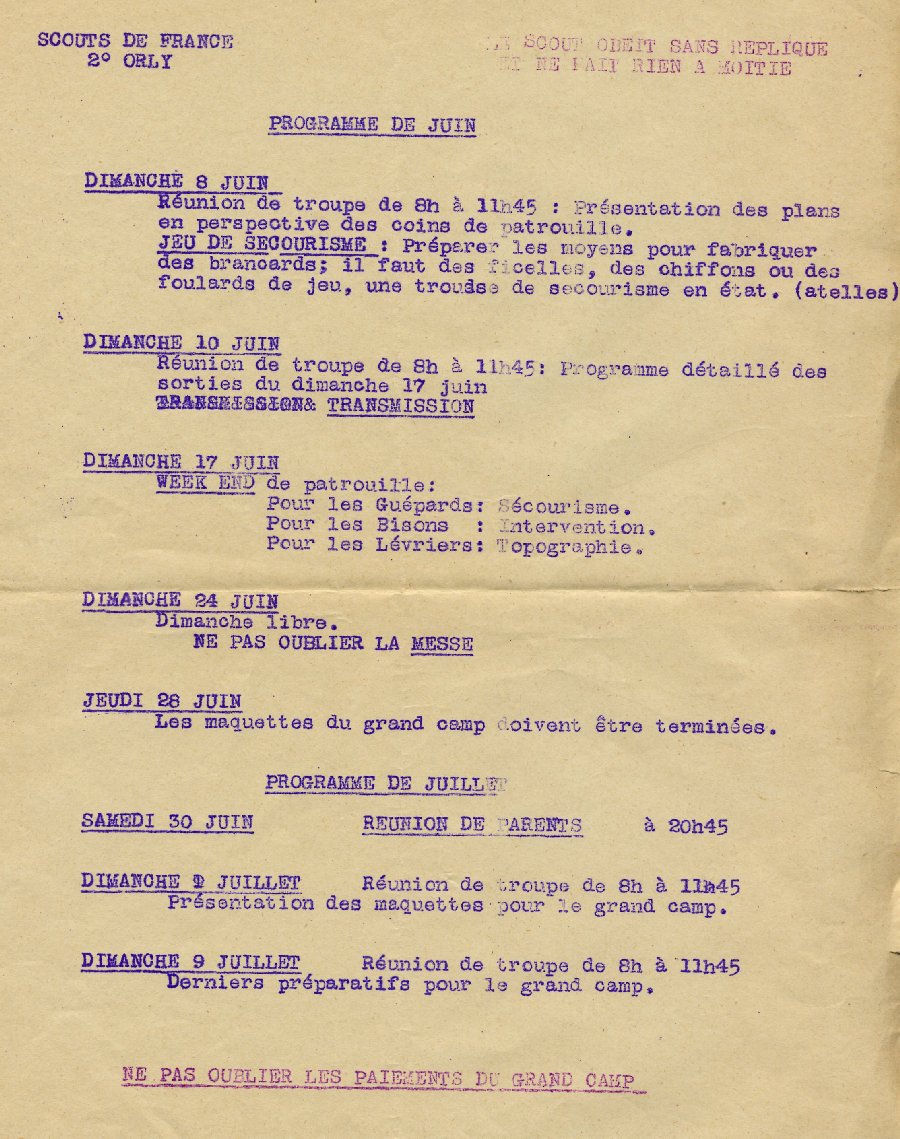 SCOUTS DE FRANCE
2° ORLY
LE SCOUT OBEIT SANS REPLIQUE
ET NE FAIT RIEN A MOITIE
PROGRAMME DE JUIN
DIMANCHE 8 JUIN
Réunion de troupe de 8h à 11h45 : Présentation des plans
en perspective des coins de patrouille.
JEU DE SECOURISME : Préparer les moyens pour fabriquer
des brancards; il faut des ficelles, des chiffons ou des
foulards de jeu, une trousse de secourisme en état. (atelles)
DIMANCHE 10 JUIN
Réunion de troupe de 8h à 11h45: Programme détaillé des
sorties du dimanche 17 juin
TRANSMISSION& TRANSMISSION
DIMANCHE 17 JUIN
WEEK END de patrouille:
Pour les Guépards: Sécourisme.
Pour les Bisons : Intervention.
Pour les Lévriers: Topographie.
DIMANCHE 24 JUIN
Dimanche libre.
NE PAS OUBLIER LA MESSE
JEUDI 28 JUIN
Les maquettes du grand camp doivent être terminées.
PROGRAMME DE JUILLET
SAMEDI 30 JUIN REUNION DE PARENTS à 20h45
DIMANCHE 1 JUILLET Réunion de troupe de 8h à 11h45
Présentation des maquettes pour le grand camp.
DIMANCHE 9 JUILLET Réunion de troupe de 8h à 11h45
Derniers préparatifs pour le grand camp.
NE PAS OUBLIER LES PAIEMENTS DU GRAND CAMP